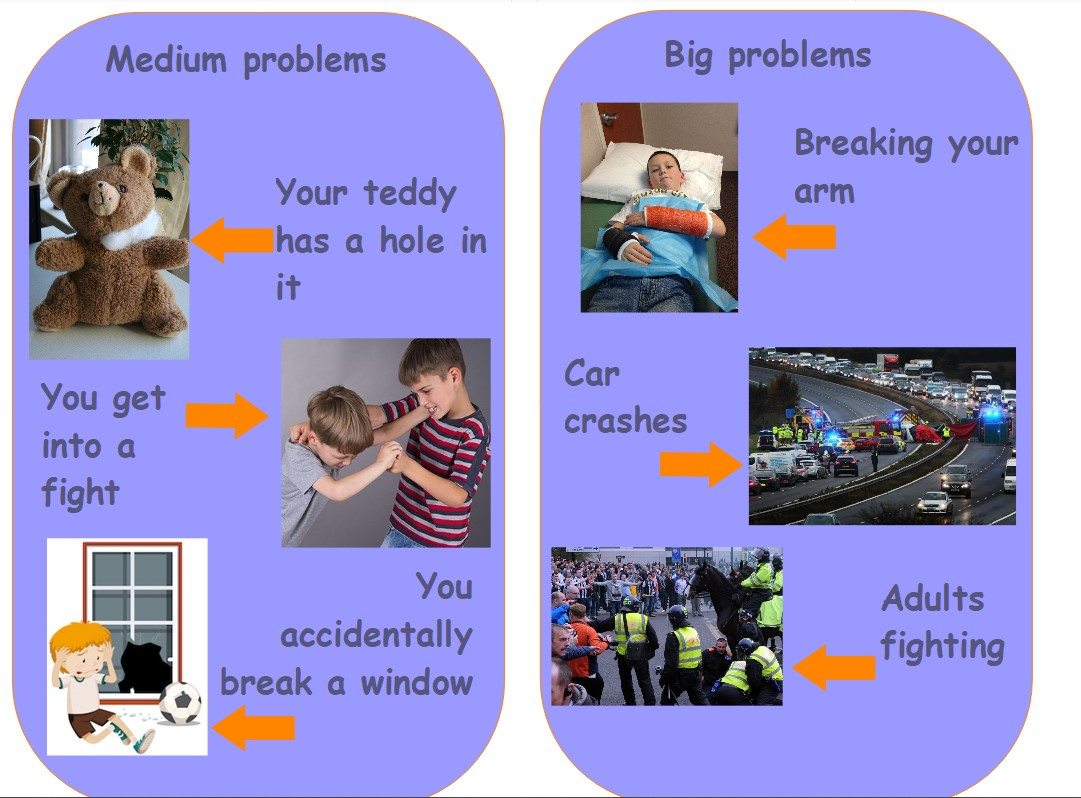 Medium problems
Your teddy
has a hole in
it
You get
into a
fight
You
accidentally
break a window
Big problems
Breaking your
arm
Car
crashes
Adults
fighting